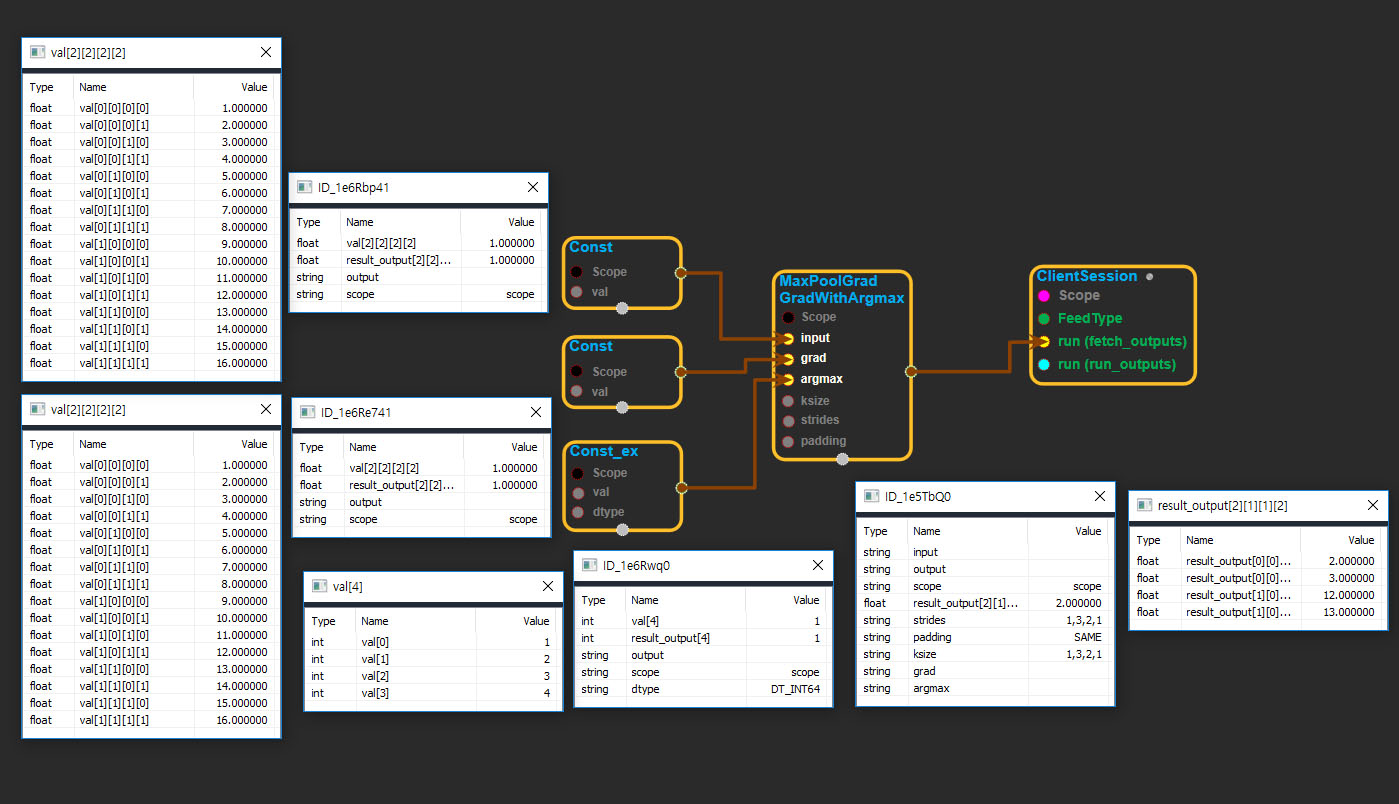 val[2][2][2][2]
Type Name Value
float val[0][0][0][0] 1.000000
float val[0][0][0][1] 2.000000
float val[0][0][1][0] 3.000000
float val[0][0][1][1] 4.000000
float val[0][1][0][0] 5.000000
float val[0][1][0][1] 6.000000
float val[0][1][1][0] 7.000000
float val[0][1][1][1] 8.000000
float val[1][0][0][0] 9.000000
float val[1][0][0][1] 10.000000
float val[1][0][1][0] 11.000000
float val[1][0][1][1] 12.000000
float val[1][1][0][0] 13.000000
float val[1][1][0][1] 14.000000
float val[1][1][1][0] 15.000000
float val[1][1][1][1] 16.000000
ID_1e6Rbp41
Type Name Value
float val[2][2][2][2] 1.000000
float result_output[2][2]... 1.000000
string output
string scope scope
Const
Scope
val
Const
Scope
val
Const_ex
Scope
val
dtype
MaxPoolGrad
GradWithArgmax
Scope
input
grad
argmax
ksize
strides
padding
ClientSession
Scope
FeedType
run (fetch_outputs)
run (run_outputs)
val[2][2][2][2]
Type Name Value
float val[0][0][0][0] 1.000000
float val[0][0][0][1] 2.000000
float val[0][0][1][0] 3.000000
float val[0][0][1][1] 4.000000
float val[0][1][0][0] 5.000000
float val[0][1][0][1] 6.000000
float val[0][1][1][0] 7.000000
float val[0][1][1][1] 8.000000
float val[1][0][0][0] 9.000000
float val[1][0][0][1] 10.000000
float val[1][0][1][0] 11.000000
float val[1][0][1][1] 12.000000
float val[1][1][0][0] 13.000000
float val[1][1][0][1] 14.000000
float val[1][1][1][0] 15.000000
float val[1][1][1][1] 16.000000
ID_1e6Re741
Type Name Value
float val[2][2][2][2] 1.000000
float result_output[2][2]... 1.000000
string output
string scope scope
val[4]
Type Name Value
int val[0] 1
int val[1] 2
int val[2] 3
int val[3] 4
ID_1e6Rwq0
Type Name Value
int val[4] 1
int result_output[4] 1
string output
string scope scope
string dtype DT_INT64
ID_1e5TbQ0
Type Name Value
string input
string output
string scope scope
float result_output[2][1]... 2.000000
string strides 1,3,2,1
string padding SAME
string ksize 1,3,2,1
string grad
string argmax
result_output[2][1][1][2]
Type Name Value
float result_output[0][0]... 2.000000
float result_output[0][0]... 3.000000
float result_output[1][0]... 12.000000
float result_output[1][0]... 13.000000